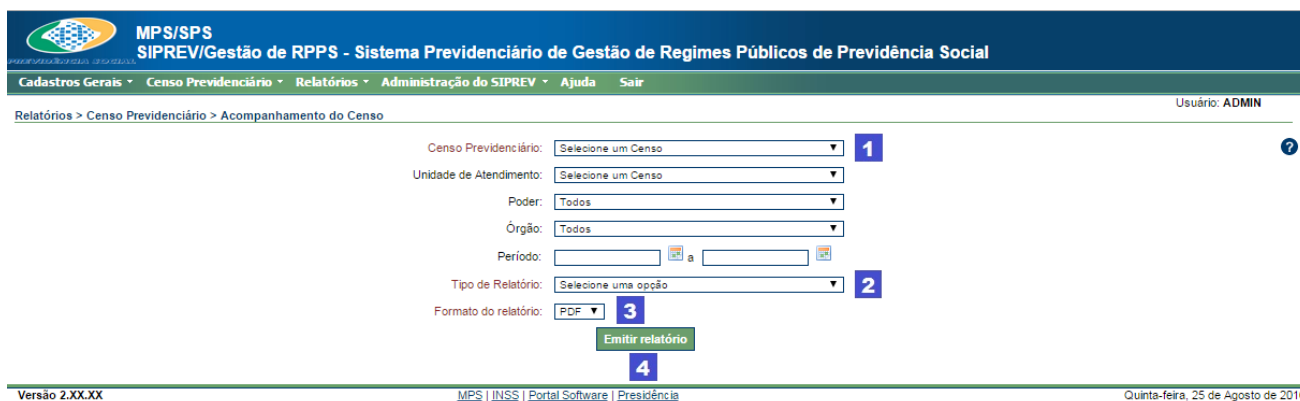 MPS/SPS
PREVIDÊNCIA SOCIAL SIPREV/Gestão de RPPS - Sistema Previdenciário de Gestão de Regimes Públicos de Previdência Social
Cadastros Gerais Censo Previdenciário Relatórios Administração do SIPREV Ajuda Sair
Usuário: ADMIN
Relatórios > Censo Previdenciário > Acompanhamento do Censo
Censo Previdenciário: Selecione um Censo 1 ?
Unidade de Atendimento: Selecione um Censo
Poder: Todos
Órgão: Todos
Período: a
Tipo de Relatório: Selecione uma opção 2
Formato do relatório: PDF 3
Emitir relatório
4
Versão 2.XX.XX MPS | INSS | Portal Software | Presidência Quinta-feira, 25 de Agosto de 201